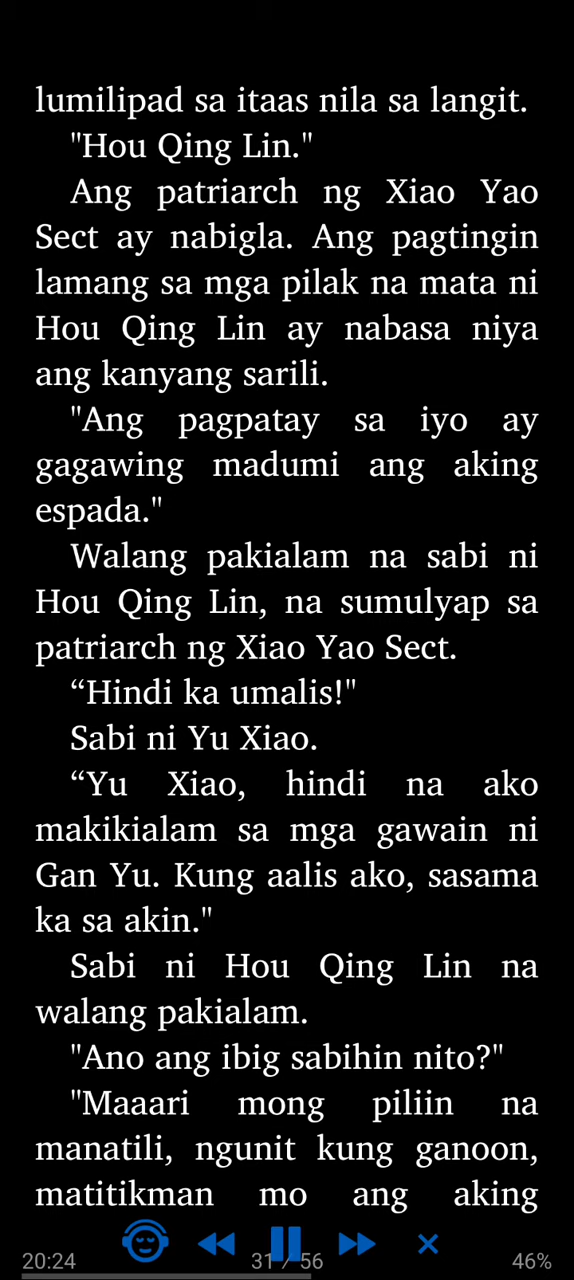 lumilipad sa itaas nila sa langit.
"Hou Qing Lin."
Ang patriarch ng Xiao Yao
Sect ay nabigla. Ang pagtingin
lamang sa mga pilak na mata ni
Hou Qing Lin ay nabasa niya
ang kanyang sarili.
"Ang pagpatay sa iyo ay
gagawing madumi ang aking
espada."
Walang pakialam na sabi ni
Hou Qing Lin, na sumulyap sa
patriarch ng Xiao Yao Sect.
“Hindi ka umalis!"
Sabi ni Yu Xiao.
“Yu Xiao, hindi na ako
makikialam sa mga gawain ni
Gan Yu. Kung aalis ako, sasama
ka sa akin."
Sabi ni Hou Qing Lin na
walang pakialam.
"Ano ang ibig sabihin nito?"
"Maaari mong piliin na
manatili, ngunit kung ganoon,
matitikman mo ang aking
20:24 31 / 56 46%